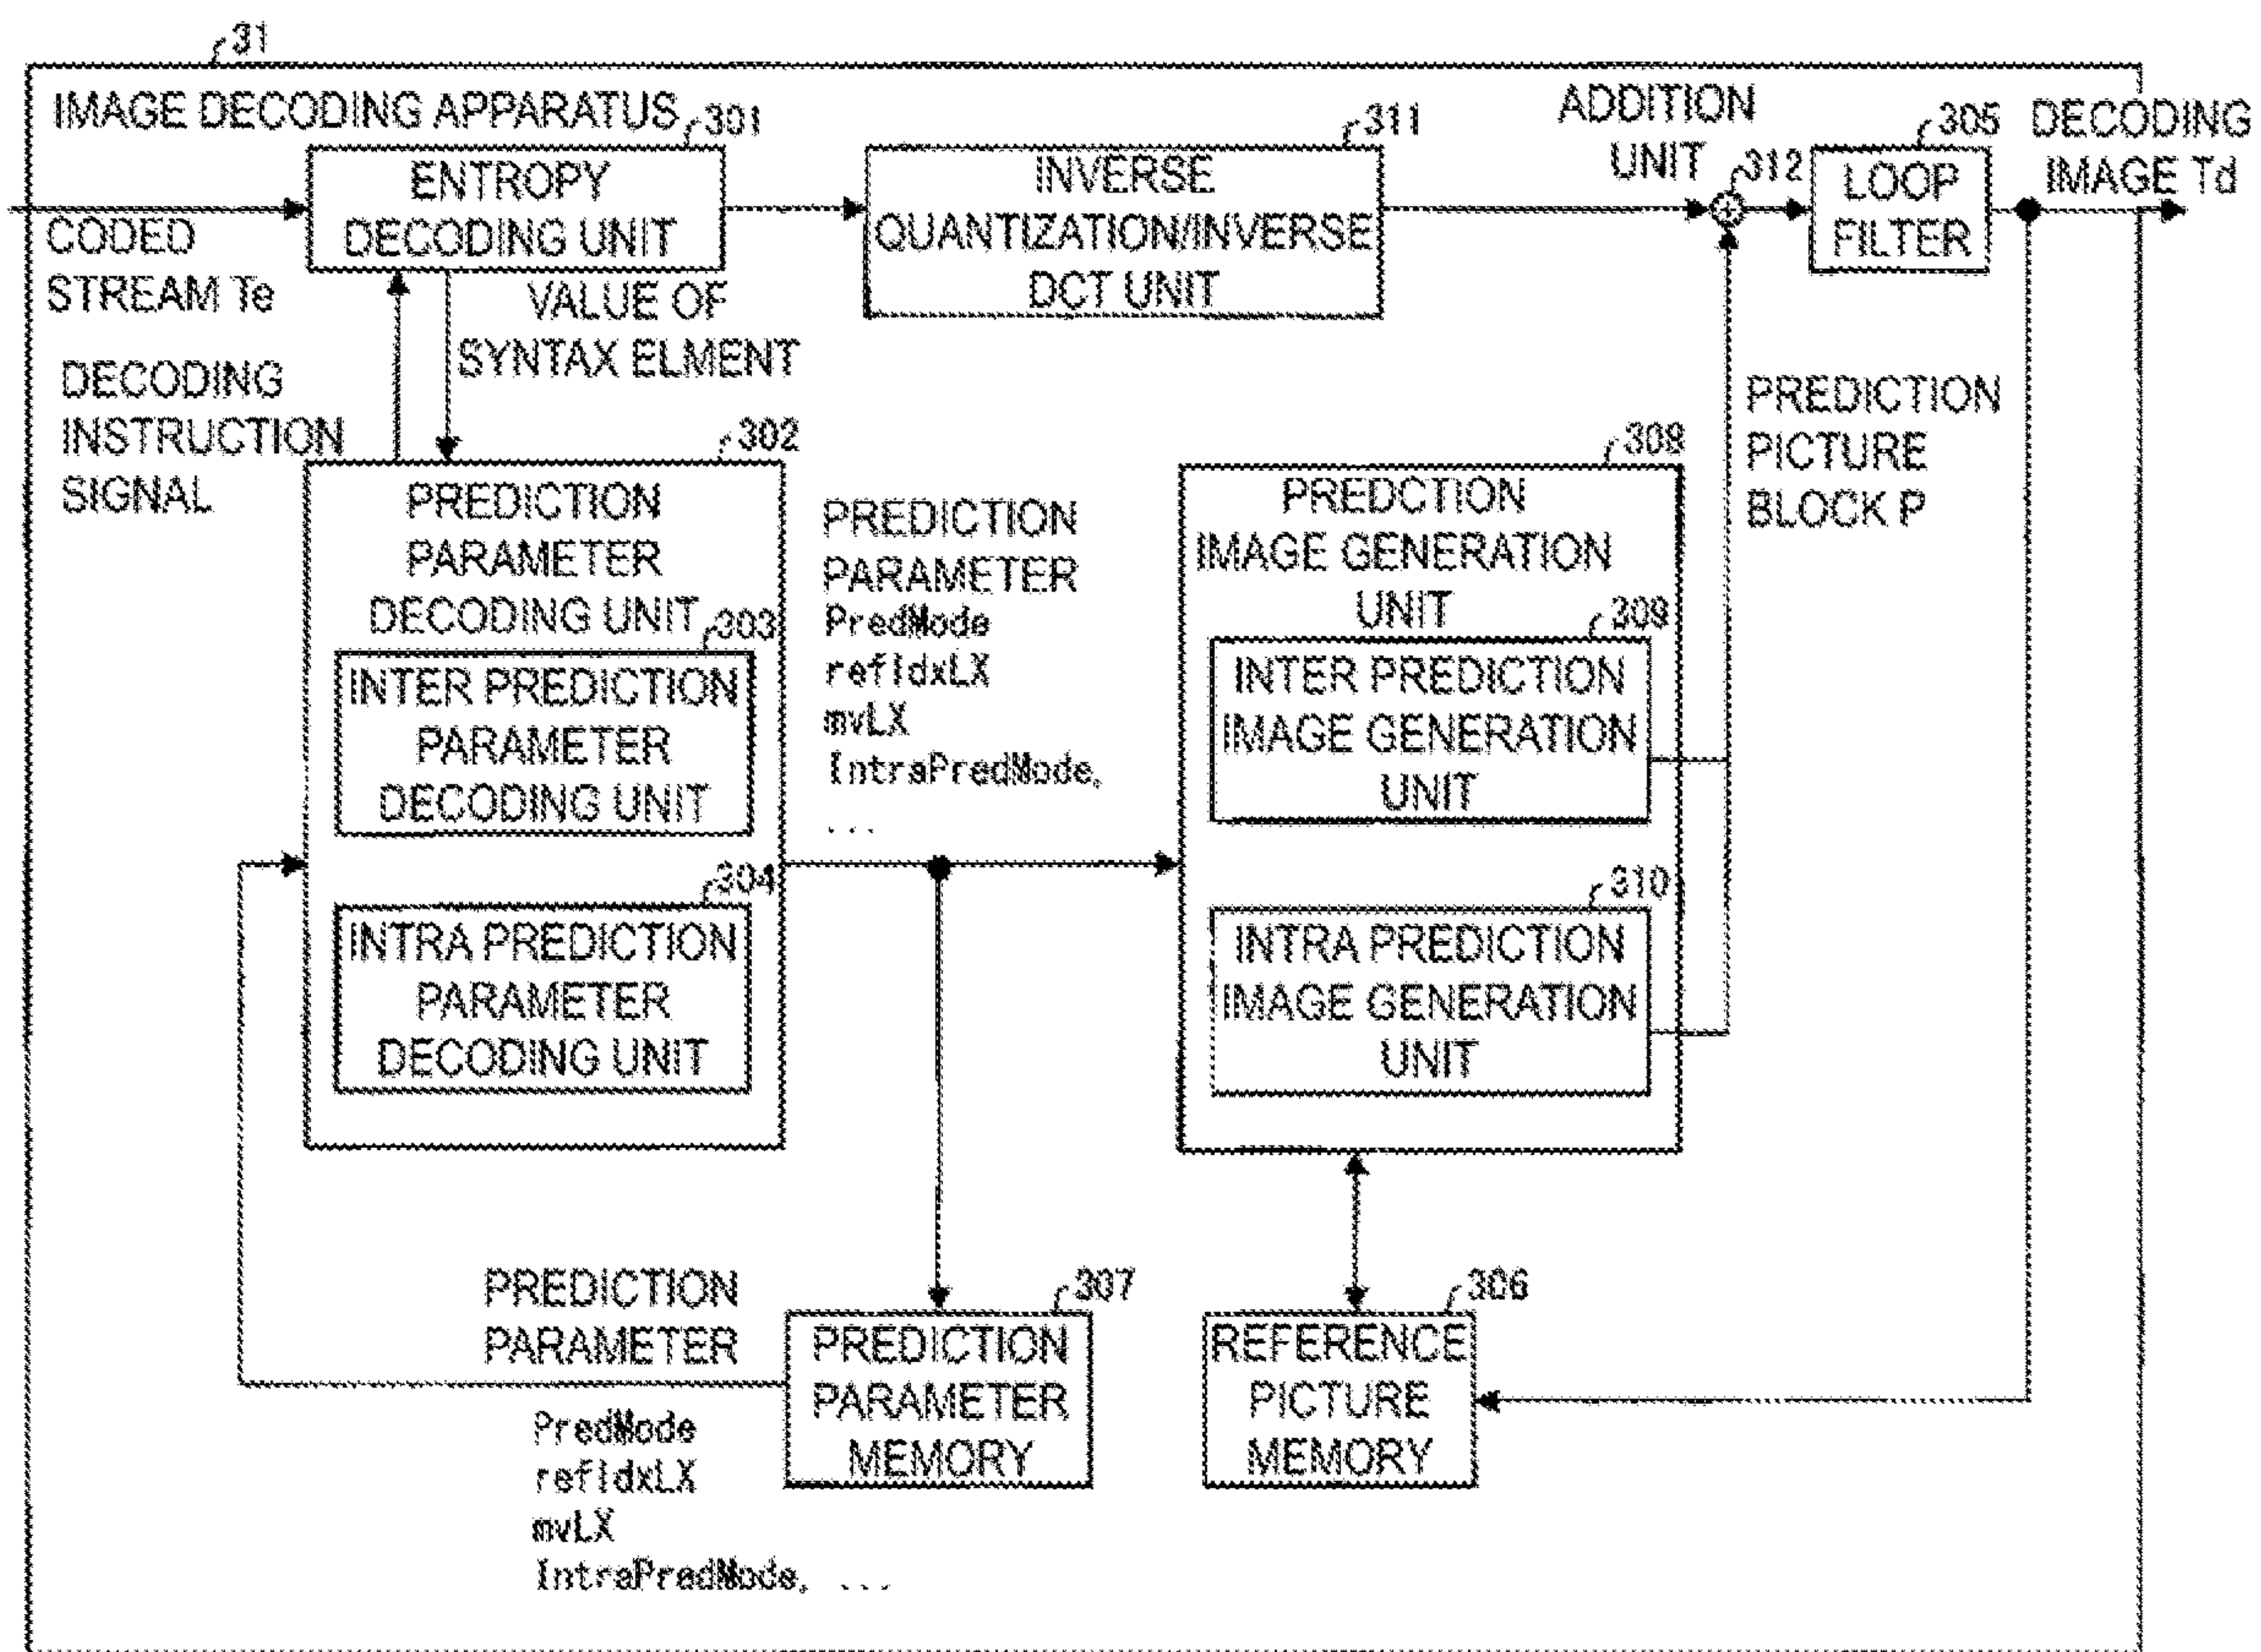 31
IMAGE DECODING APPARATUS
301
ENTROPY
DECODING UNIT
311
INVERSE
QUANTIZATION/INVERSE
DCT UNIT
ADDITION
UNIT
312
305
LOOP
FILTER
DECODING
IMAGE Td
CODED
STREAM Te
VALUE OF
SYNTAX ELMENT
DECODING
INSTRUCTION
SIGNAL
302
PREDICTION
PARAMETER
DECODING UNIT
303
INTER PREDICTION
PARAMETER
DECODING UNIT
304
INTRA PREDICTION
PARAMETER
DECODING UNIT
PREDICTION
PARAMETER
PredMode
refIdxLX
mvLX
IntraPredMode,
...
308
PREDCTION
IMAGE GENERATION
UNIT
309
INTER PREDICTION
IMAGE GENERATION
UNIT
310
INTRA PREDICTION
IMAGE GENERATION
UNIT
PREDICTION
PICTURE
BLOCK P
PREDICTION
PARAMETER
PredMode
refIdxLX
mvLX
IntraPredMode, ...
307
PREDICTION
PARAMETER
MEMORY
306
REFERENCE
PICTURE
MEMORY